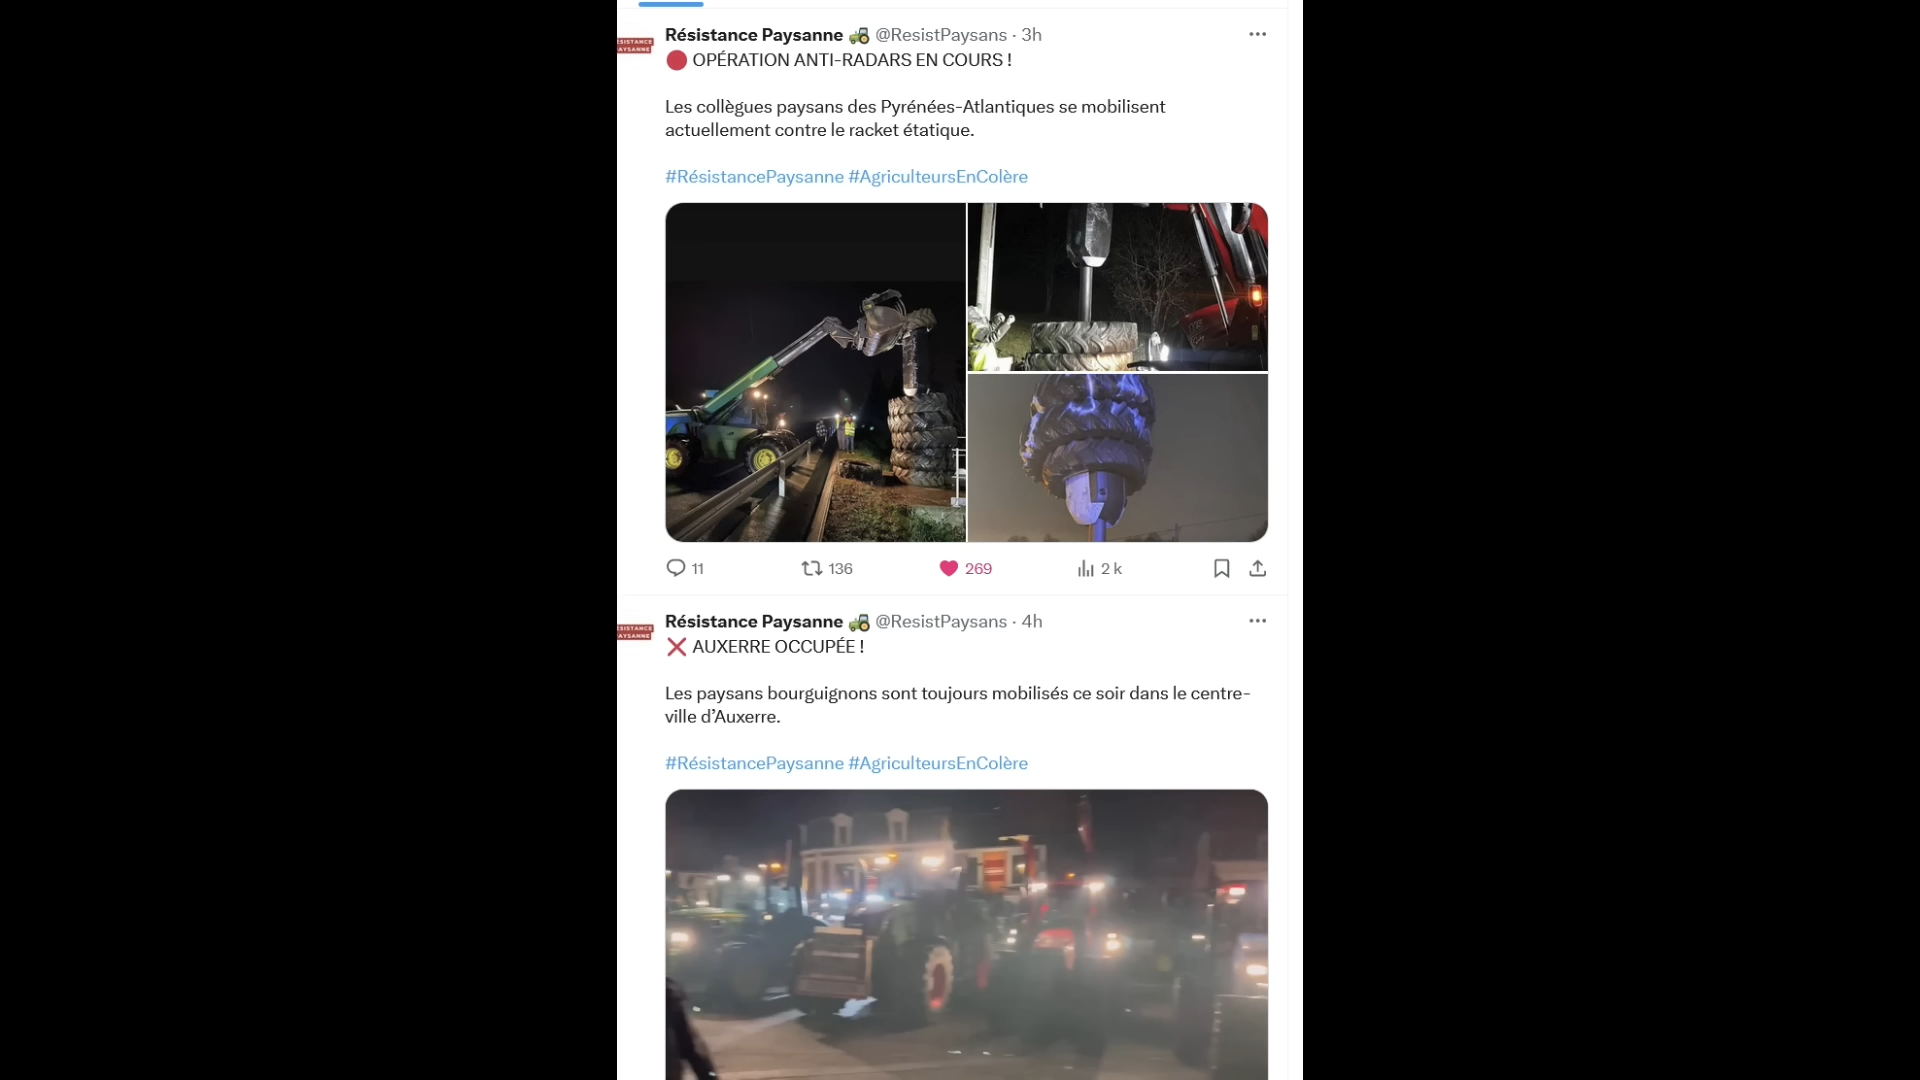 Résistance Paysanne 🚜 @ResistPaysans · 3h
🔴 OPÉRATION ANTI-RADARS EN COURS !
Les collègues paysans des Pyrénées-Atlantiques se mobilisent
actuellement contre le racket étatique.
#RésistancePaysanne #AgriculteursEnColère
11 136 269 2 k
Résistance Paysanne 🚜 @ResistPaysans · 4h
❌ AUXERRE OCCUPÉE !
Les paysans bourguignons sont toujours mobilisés ce soir dans le centre-
ville d’Auxerre.
#RésistancePaysanne #AgriculteursEnColère